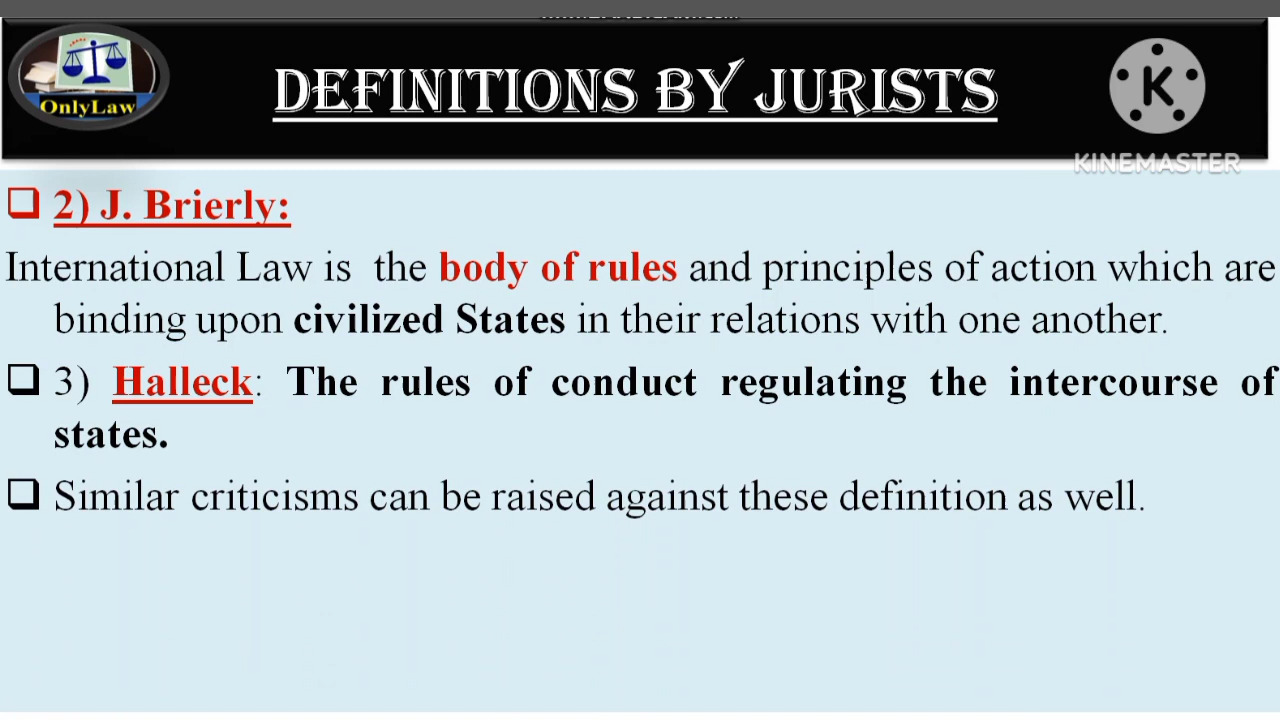 OnlyLaw
DEFINITIONS BY JURISTS
K
KINEMASTER
2) J. Brierly:
International Law is the body of rules and principles of action which are
binding upon civilized States in their relations with one another.
3) Halleck: The rules of conduct regulating the intercourse of
states.
Similar criticisms can be raised against these definition as well.